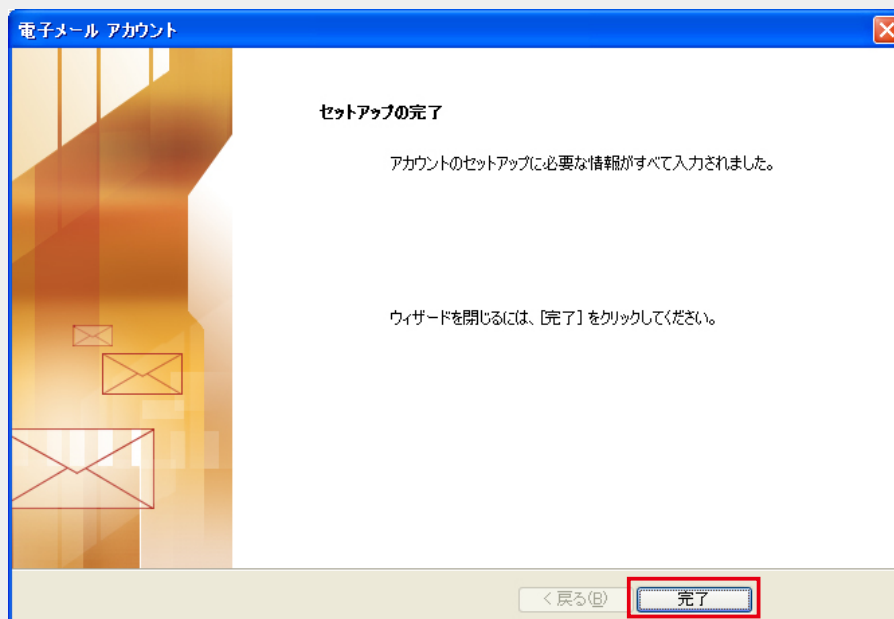 電子メール アカウント
セットアップの完了
アカウントのセットアップに必要な情報がすべて入力されました。
ウィザードを閉じるには、[完了] をクリックしてください。
< 戻る(B)
完了